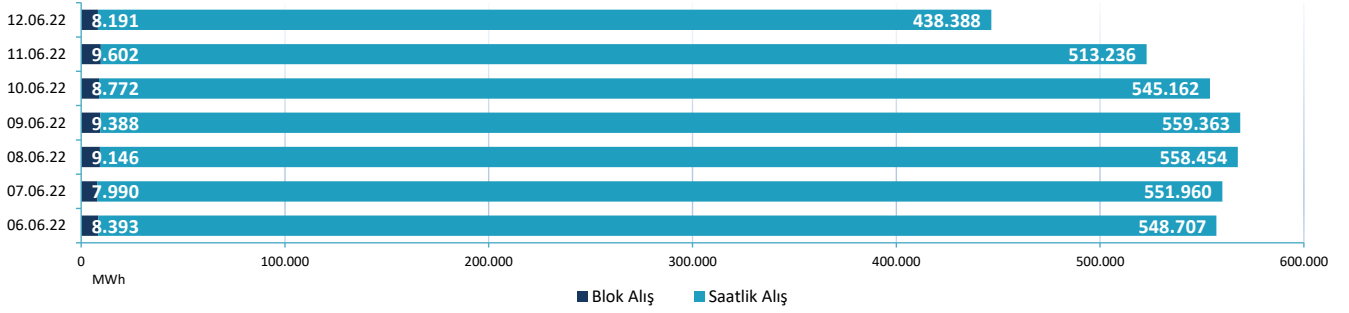 12.06.22 8.191 438.388
11.06.22 9.602 513.236
10.06.22 8.772 545.162
09.06.22 9.388 559.363
08.06.22 9.146 558.454
07.06.22 7.990 551.960
06.06.22 8.393 548.707
0 100.000 200.000 300.000 400.000 500.000 600.000
MWh
Blok Alış Saatlik Alış